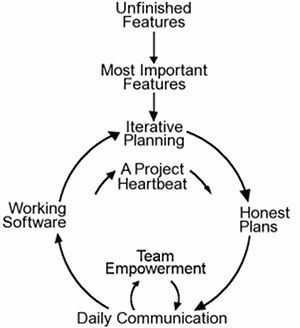 Unfinished
Features
Most Important
Features
Iterative
Planning
A Project
Heartbeat
Working
Software
Honest
Plans
Team
Empowerment
Daily Communication